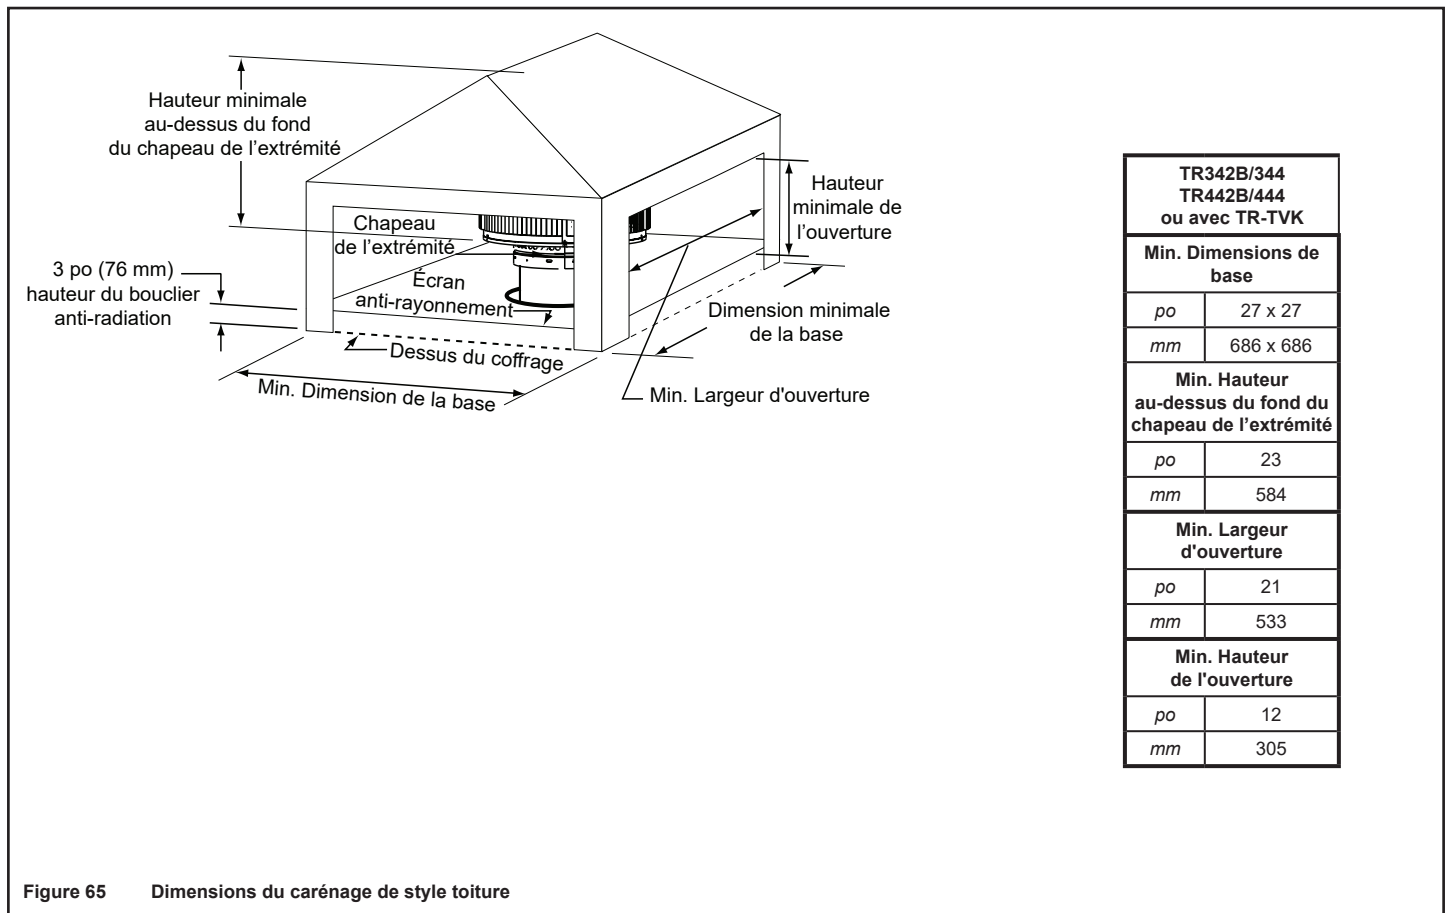 Hauteur minimale
au-dessus du fond
du chapeau de l’extrémité
Chapeau
de l’extrémité
Hauteur
minimale de
l’ouverture
3 po (76 mm)
hauteur du bouclier
anti-radiation
Écran
anti-rayonnement
Dimension minimale
de la base
Dessus du coffrage
Min. Dimension de la base
Min. Largeur d'ouverture
TR342B/344
TR442B/444
ou avec TR-TVK
Min. Dimensions de
base
po 27 x 27
mm 686 x 686
Min. Hauteur
au-dessus du fond du
chapeau de l’extrémité
po 23
mm 584
Min. Largeur
d'ouverture
po 21
mm 533
Min. Hauteur
de l'ouverture
po 12
mm 305
Figure 65 Dimensions du carénage de style toiture